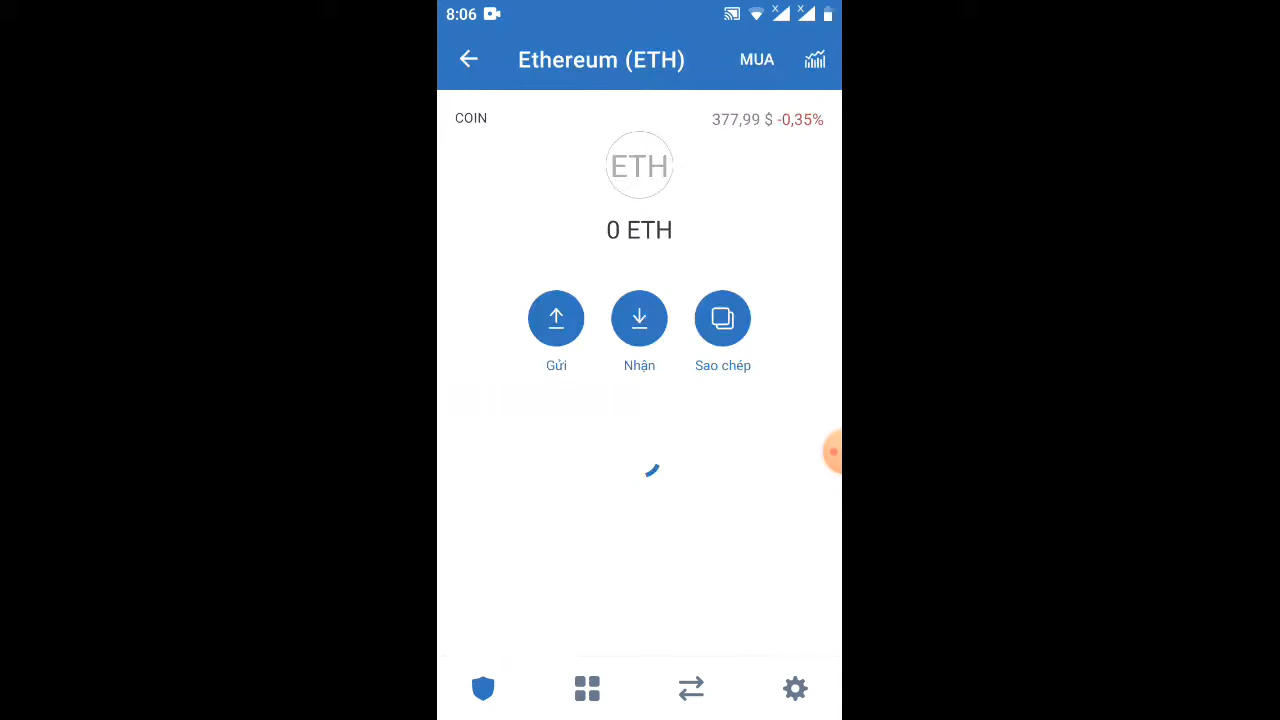 8:06
Ethereum (ETH) MUA
COIN 377,99 $ -0,35%
ETH
0 ETH
Gửi Nhận Sao chép